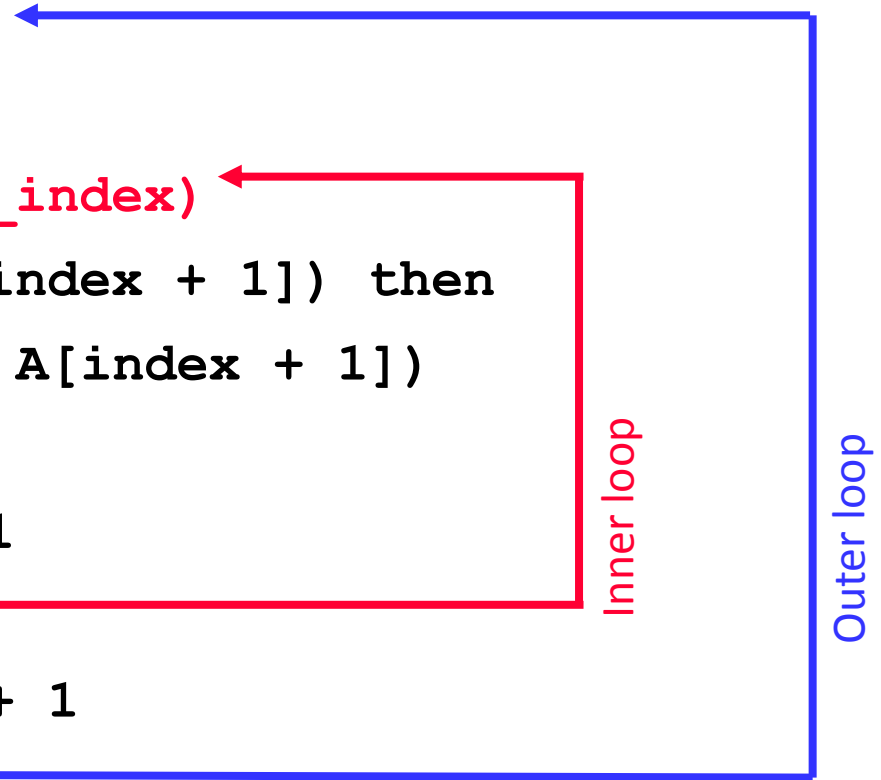 _index)
index + 1]) then
A[index + 1])
1
+ 1
Inner loop
Outer loop